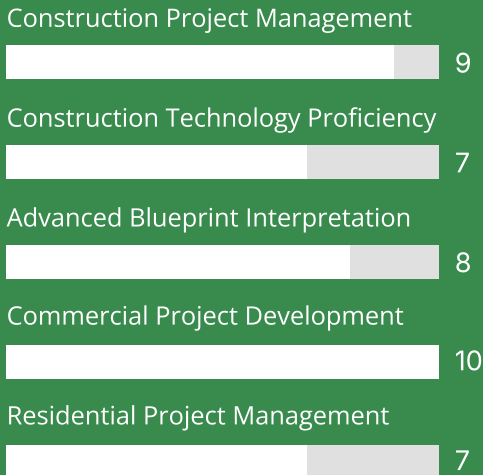 Construction Project Management
9
Construction Technology Proficiency
7
Advanced Blueprint Interpretation
8
Commercial Project Development
10
Residential Project Management
7